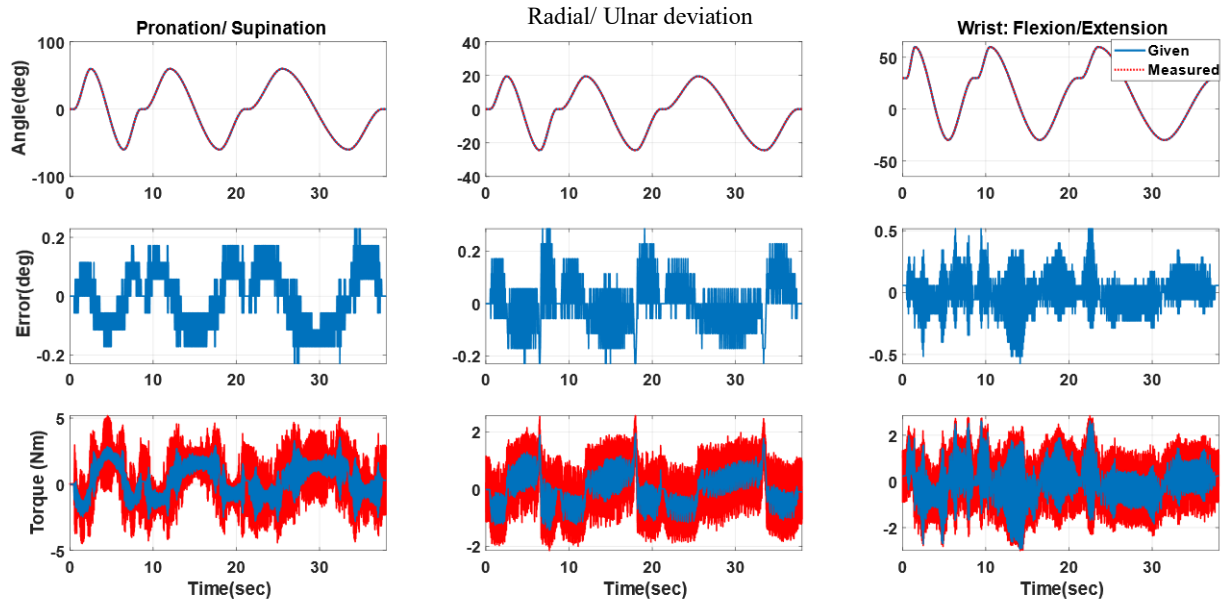 Pronation/ Supination
Radial/ Ulnar deviation
Wrist: Flexion/Extension
Given
Measured
Angle(deg)
100
0
-100
0 10 20 30
40
20
0
-20
-40
0 10 20 30
50
0
-50
0 10 20 30
Error(deg)
0.2
0
-0.2
0 10 20 30
0.2
0
-0.2
0 10 20 30
0.5
0
-0.5
0 10 20 30
Torque (Nm)
5
0
-5
0 10 20 30
Time(sec)
2
0
-2
0 10 20 30
Time(sec)
2
0
-2
0 10 20 30
Time(sec)